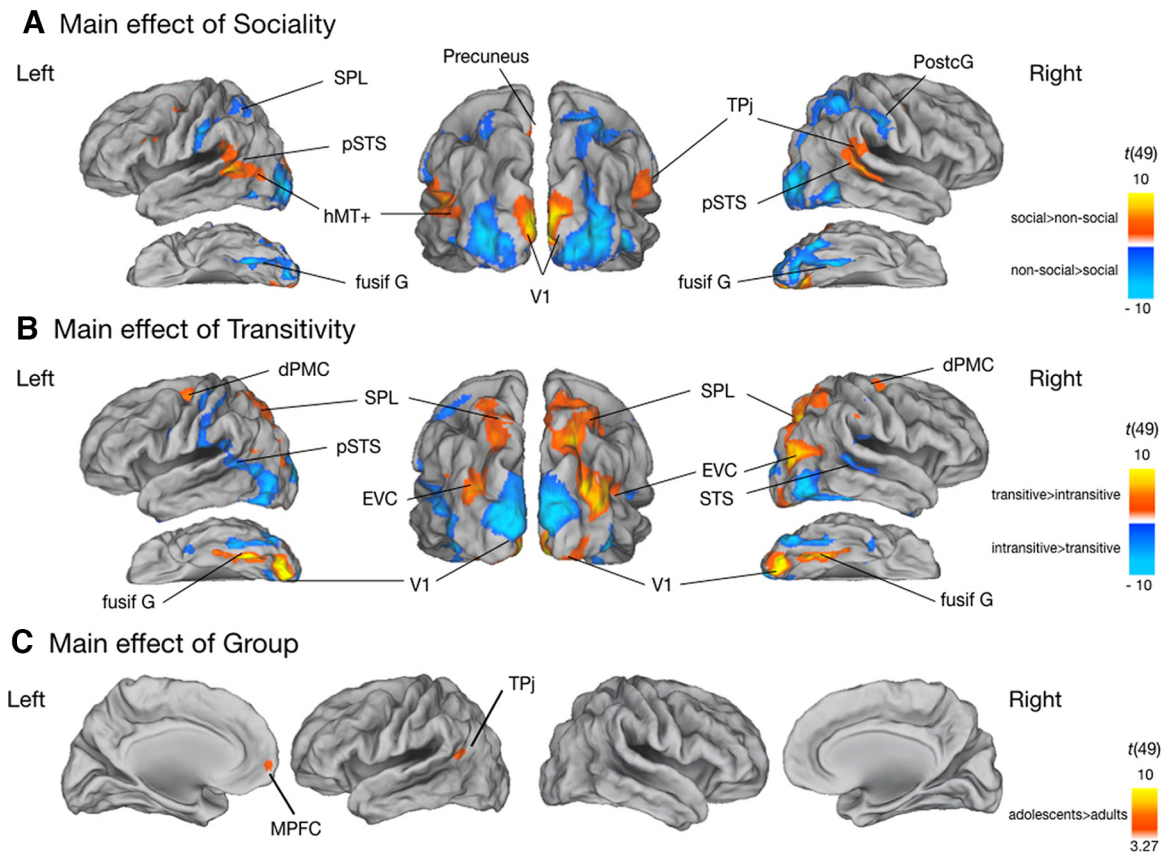 A Main effect of Sociality
Left
SPL
pSTS
hMT+
fusif G
Precuneus
V1
TPj
pSTS
fusif G
PostcG
Right
t(49)
10
social>non-social
non-social>social
- 10
B Main effect of Transitivity
Left
dPMC
SPL
pSTS
EVC
V1
fusif G
SPL
EVC
STS
V1
dPMC
fusif G
Right
t(49)
10
transitive>intransitive
intransitive>transitive
- 10
C Main effect of Group
Left
MPFC
TPj
Right
t(49)
10
adolescents>adults
3.27